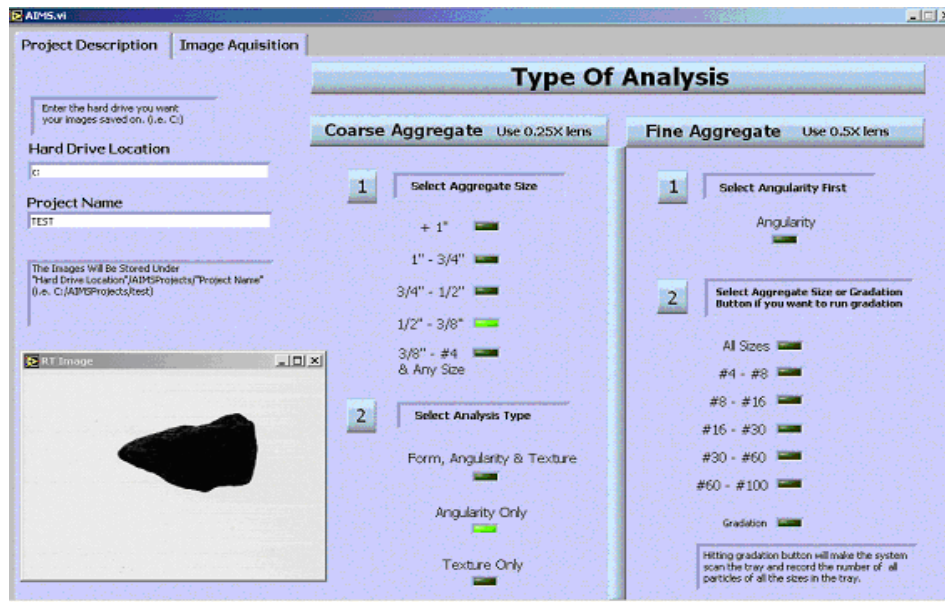 AIMS.vi
Project Description
Image Aquisition
Type Of Analysis
Enter the hard drive you want
your images saved on. (i.e. C:)
Hard Drive Location
c:
Project Name
TEST
The Images Will Be Stored Under
"Hard Drive Location"/AIMSProjects/"Project Name"
(i.e. C:/AIMSProjects/test)
RT Image
Coarse Aggregate Use 0.25X lens
1
Select Aggregate Size
+ 1"
1" - 3/4"
3/4" - 1/2"
1/2" - 3/8"
3/8" - #4
& Any Size
2
Select Analysis Type
Form, Angularity & Texture
Angularity Only
Texture Only
Fine Aggregate Use 0.5X lens
1
Select Angularity First
Angularity
2
Select Aggregate Size or Gradation
Button if you want to run gradation
All Sizes
#4 - #8
#8 - #16
#16 - #30
#30 - #60
#60 - #100
Gradation
Hitting gradation button will make the system
scan the tray and record the number of all
particles of all the sizes in the tray.